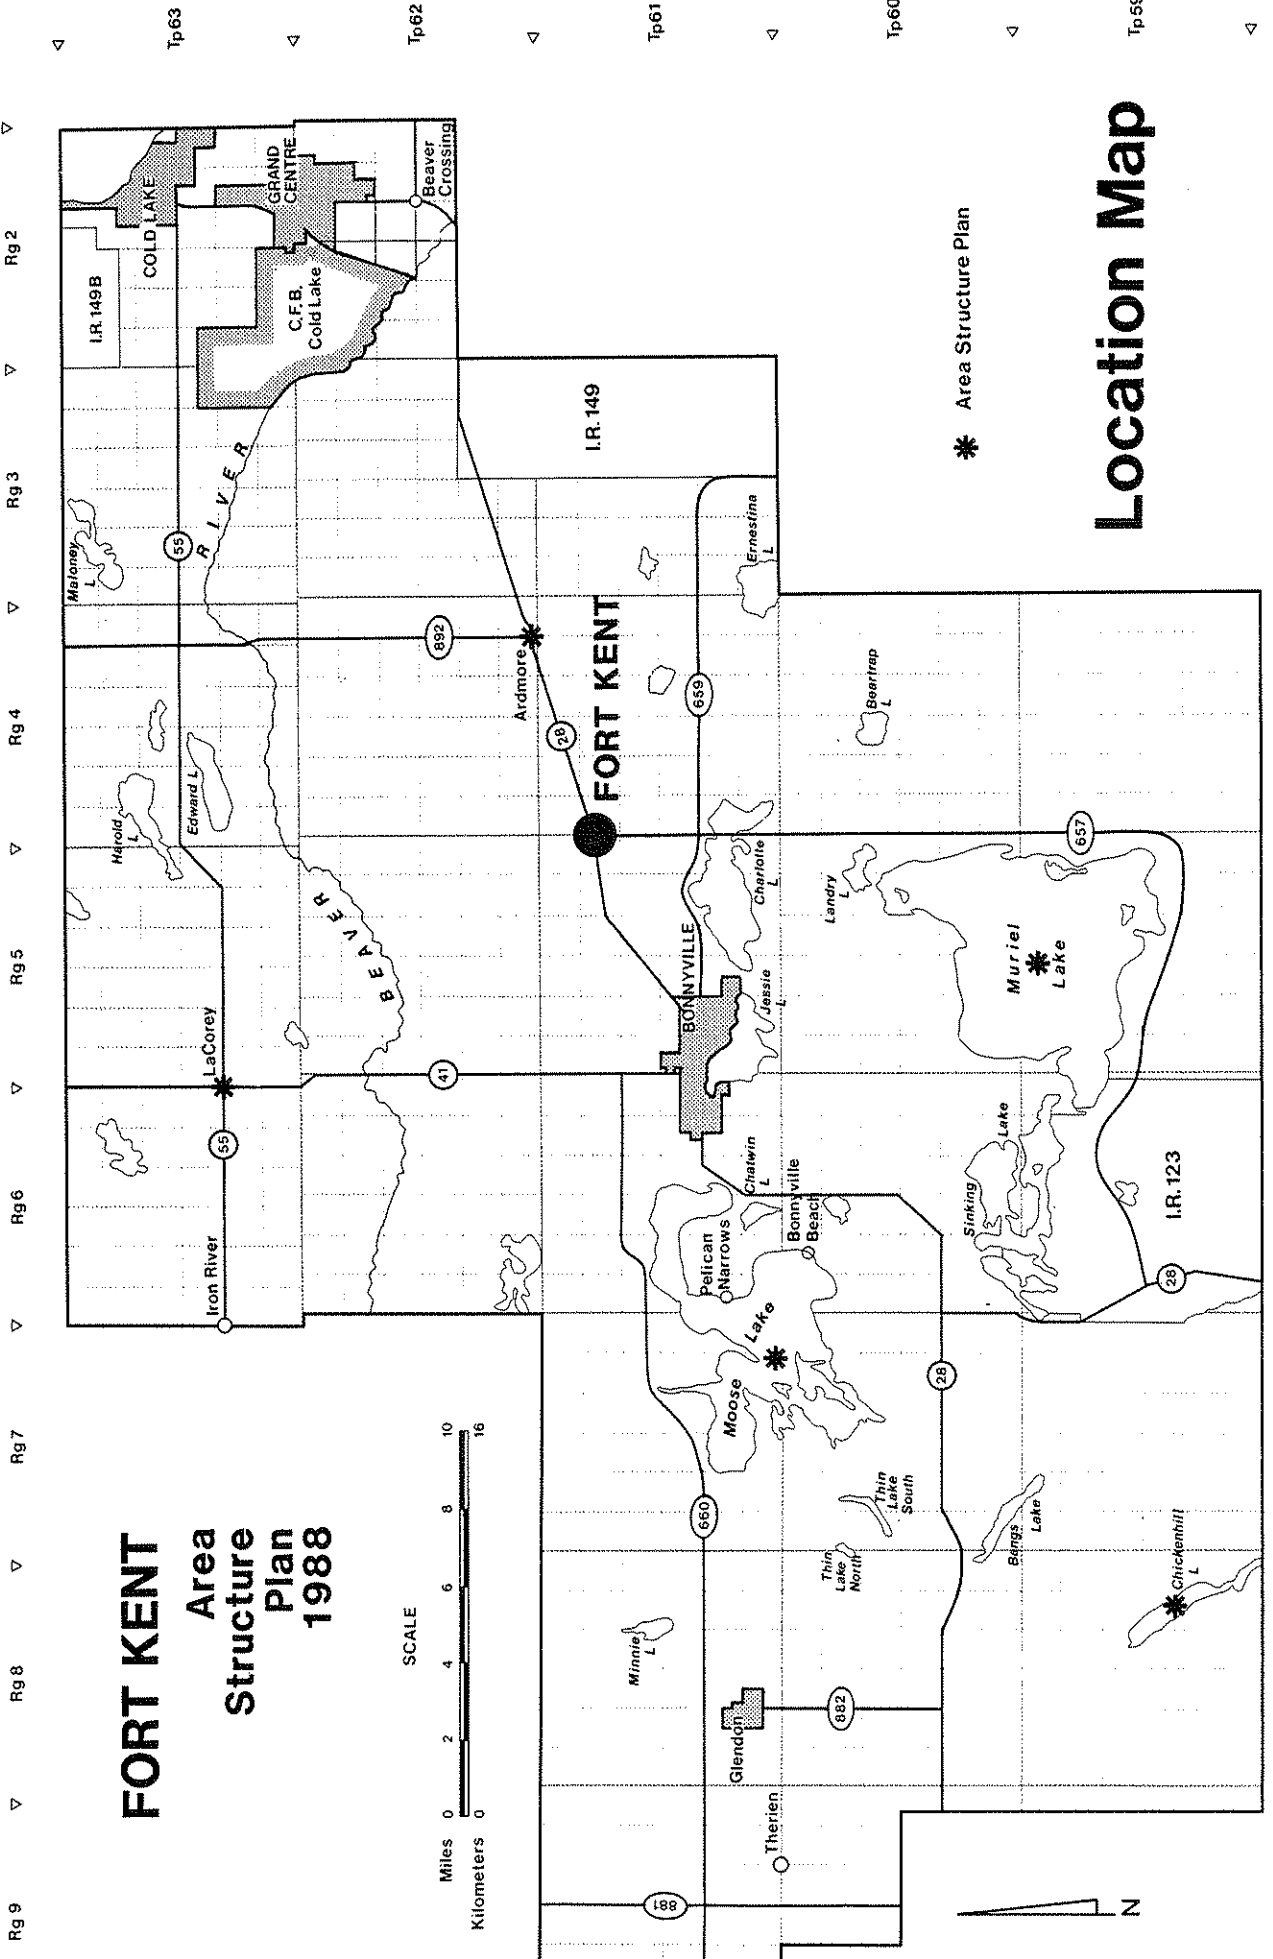 FORT KENT
Area
Structure
Plan
1988
SCALE
Miles 0 2 4 6 8 10
Kilometers 0 16
Rg 9
Rg 8
Rg 7
Rg 6
Rg 5
Rg 4
Rg 3
Rg 2
Tp63
Tp62
Tp61
Tp60
Tp59
I.R. 149B
COLD LAKE
GRAND
CENTRE
C.F.B.
Cold Lake
Beaver
Crossing
Maloney
L
55
RIVER
892
Harold
L
Edward L
BEAVER
LaCorey
55
Iron River
41
Ardmore
28
FORT KENT
I.R. 149
659
Ernestina
L
Beartrap
L
BONNYVILLE
Charlotte
L
Jessie
L
Landry
L
657
Muriel
Lake
Chatwin
L
Pelican
Narrows
Bonnyville
Beach
Moose Lake
Sinking Lake
I.R. 123
28
28
660
Thin
Lake
South
Thin
Lake
North
Bangs
Lake
Chickenhill
L
Minnie
L
Glendon
882
Therien
881
N
Area Structure Plan
Location Map